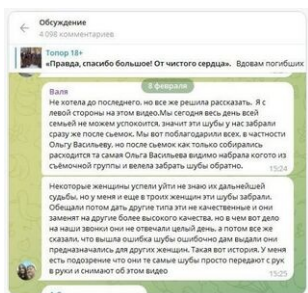 Обсуждение
4 098 комментариев
Топор 18+
«Правда, спасибо большое! От чистого сердца». Вдовам погибших
8 февраля
Валя
Не хотела до последнего, но все же решила рассказать. Я с
левой стороны на этом видео.Мы сегодня весь день всей
семьей не можем успокоится, значит эти шубы у нас забрали
сразу же после сьемок. Мы вот поблагодарили всех, в частности
Ольгу Васильеву, но после сьемок как только собирались
расходится та самая Ольга Васильева видимо набрала когото из
съёмочной группы и велела забрать шубы обратно.
15:24
Некоторые женщины успели уйти не знаю их дальнейшей
судьбы, но у меня и еще в троих женщин эти шубы забрали.
Обещали потом дать другие типа эти не качественные и они
заменят на другие более высокого качества, но в чем вот дело
на наши звонки они не отвечали целый день, а потом все же
сказали, что вышла ошибка шубы ошибочно дам выдали они
предназначались для других женщин. Такая вот история. У меня
есть подозрение что они те самые шубы просто передают с рук
в руки и снимают об этом видео
15:25